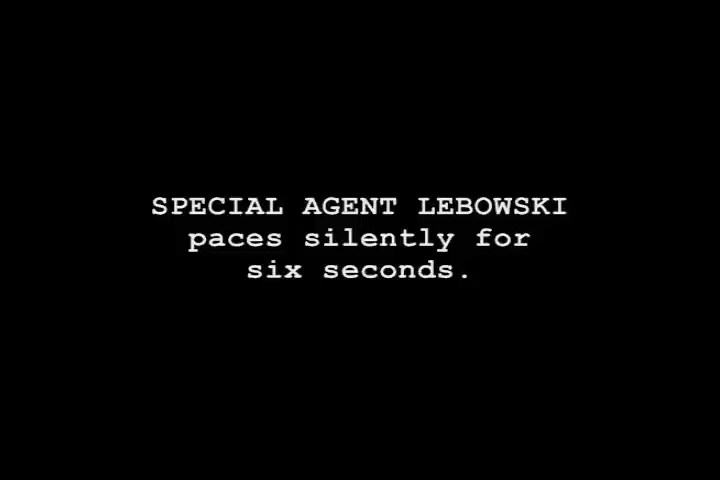 SPECIAL AGENT LEBOWSKI
paces silently for
six seconds.